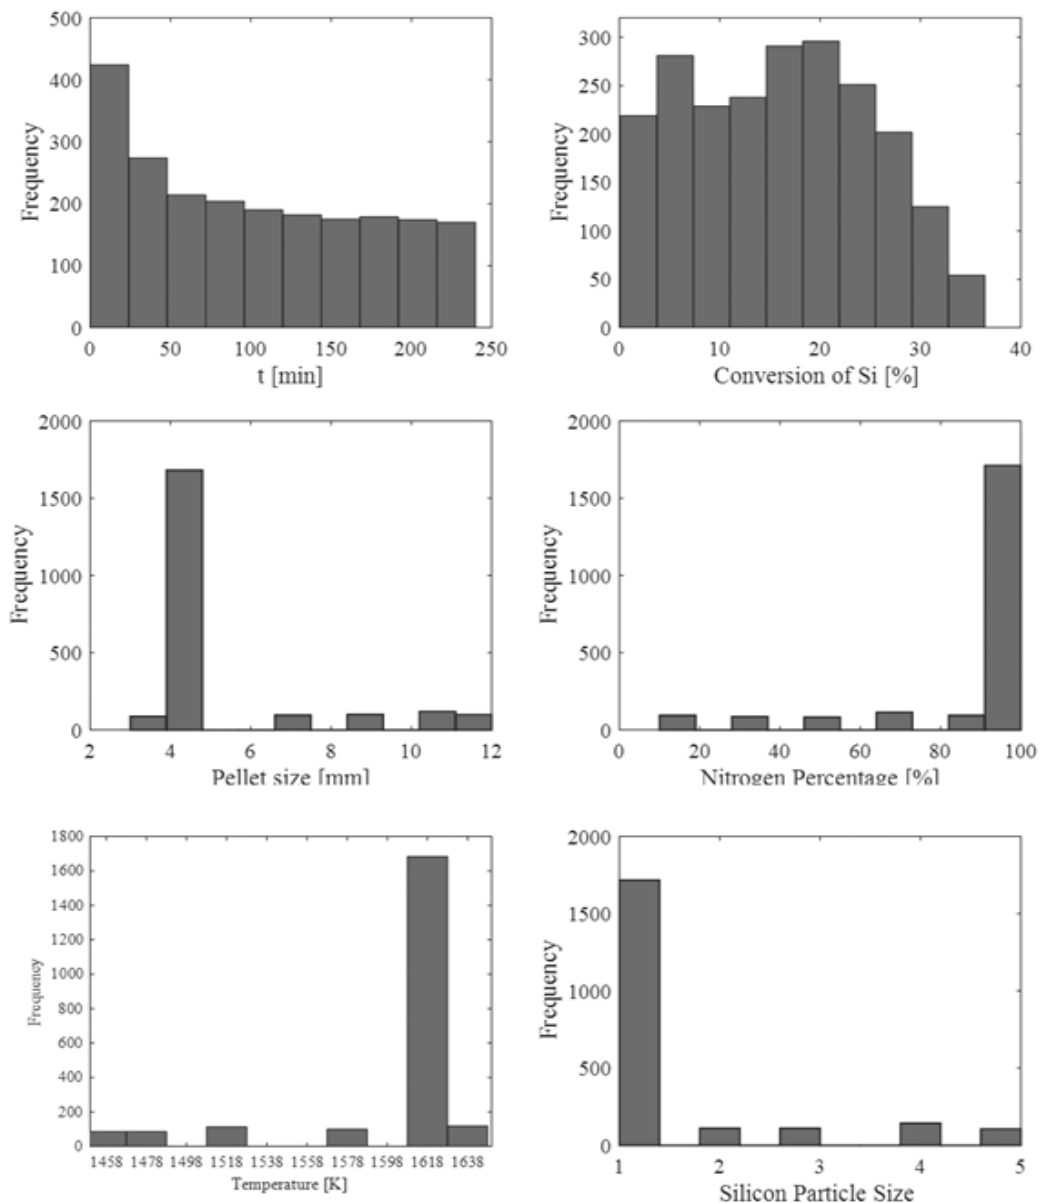 500
400
300
200
100
0
Frequency
0 50 100 150 200 250
t [min]
300
250
200
150
100
50
0
Frequency
0 10 20 30 40
Conversion of Si [%]
2000
1500
1000
500
0
Frequency
2 4 6 8 10 12
Pellet size [mm]
2000
1500
1000
500
0
Frequency
0 20 40 60 80 100
Nitrogen Percentage [%]
1800
1600
1400
1200
1000
800
600
400
200
0
Frequency
1458 1478 1498 1518 1538 1558 1578 1598 1618 1638
Temperature [K]
2000
1500
1000
500
0
Frequency
1 2 3 4 5
Silicon Particle Size